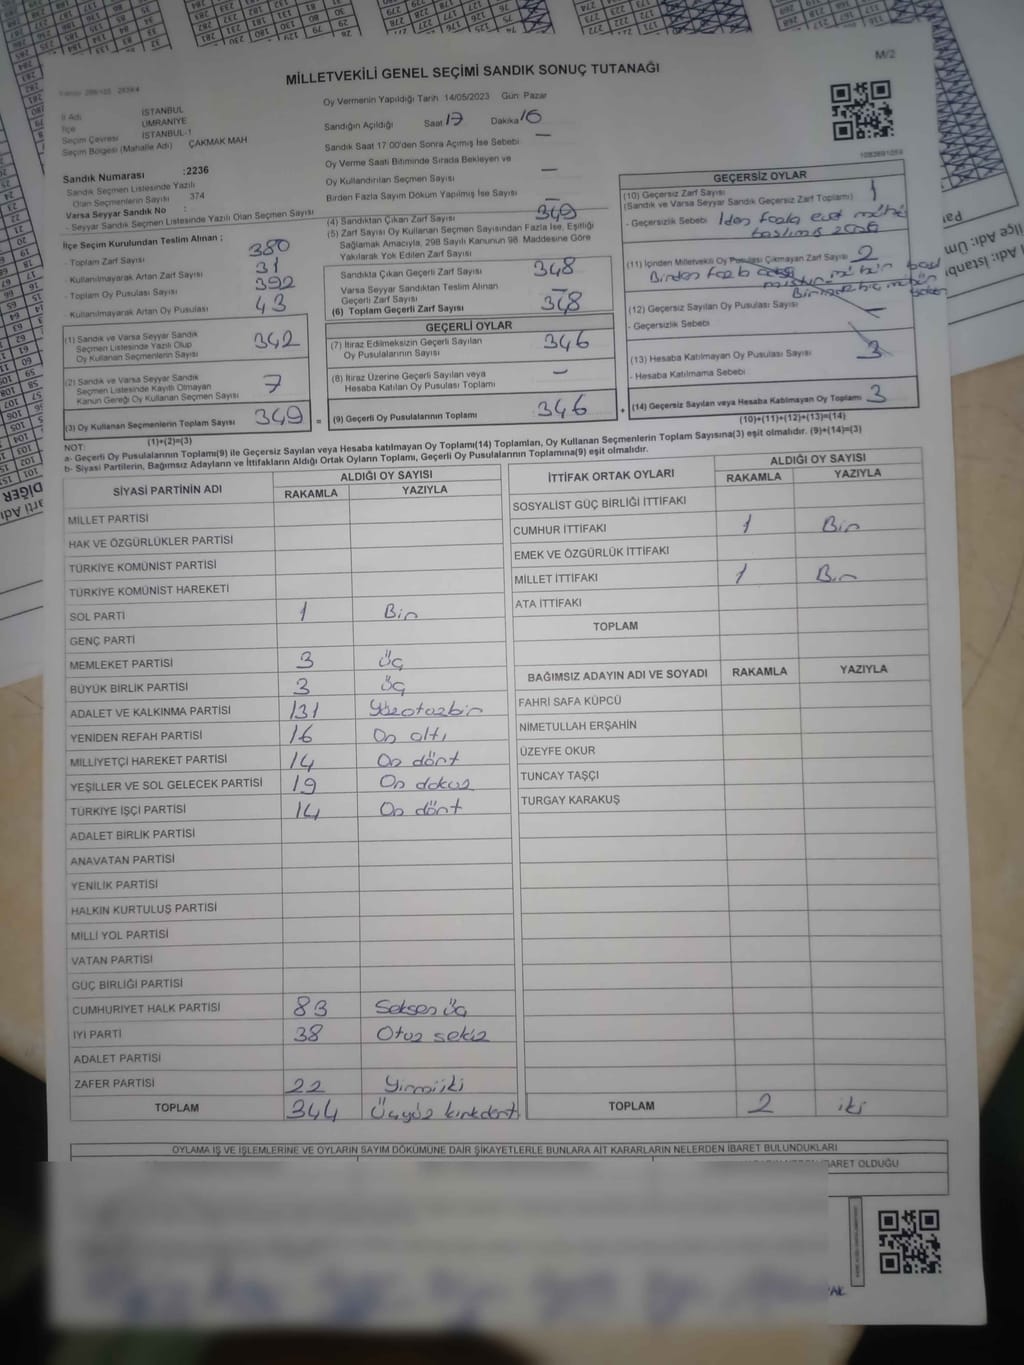 M/2
MİLLETVEKİLİ GENEL SEÇİMİ SANDIK SONUÇ TUTANAĞI
İl Adı İSTANBUL
İlçe ÜMRANİYE
Seçim Çevresi İSTANBUL-1
Seçim Bölgesi (Mahalle Adı) ÇAKMAK MAH
Sandık Numarası :2236
Sandık Seçmen Listesinde Yazılı
Olan Seçmenlerin Sayısı 374
Varsa Seyyar Sandık No :
- Seyyar Sandık Seçmen Listesinde Yazılı Olan Seçmen Sayısı
Oy Vermenin Yapıldığı Tarih 14/05/2023 Gün: Pazar
Sandığın Açıldığı Saat 17 Dakika 16
Sandık Saat 17:00'den Sonra Açılmış İse Sebebi —
Oy Verme Saati Bitiminde Sırada Bekleyen ve
Oy Kullandırılan Seçmen Sayısı —
Birden Fazla Sayım Döküm Yapılmış İse Sayısı —
İlçe Seçim Kurulundan Teslim Alınan ;
- Toplam Zarf Sayısı 380
- Kullanılmayarak Artan Zarf Sayısı 31
- Toplam Oy Pusulası Sayısı 392
- Kullanılmayarak Artan Oy Pusulası 43
(1) Sandık ve Varsa Seyyar Sandık
Seçmen Listesinde Yazılı Olup
Oy Kullanan Seçmenlerin Sayısı 342
(2) Sandık ve Varsa Seyyar Sandık
Seçmen Listesinde Kayıtlı Olmayan
Kanun Gereği Oy Kullanan Seçmen Sayısı 7
(3) Oy Kullanan Seçmenlerin Toplam Sayısı 349 =
(1)+(2)=(3)
(4) Sandıktan Çıkan Zarf Sayısı 349
(5) Zarf Sayısı Oy Kullanan Seçmen Sayısından Fazla İse, Eşitliği
Sağlamak Amacıyla, 298 Sayılı Kanunun 98. Maddesine Göre
Yakılarak Yok Edilen Zarf Sayısı
Sandıkta Çıkan Geçerli Zarf Sayısı 348
Varsa Seyyar Sandıktan Teslim Alınan
Geçerli Zarf Sayısı —
(6) Toplam Geçerli Zarf Sayısı 348
GEÇERLİ OYLAR
(7) İtiraz Edilmeksizin Geçerli Sayılan
Oy Pusulalarının Sayısı 346
(8) İtiraz Üzerine Geçerli Sayılan veya
Hesaba Katılan Oy Pusulası Toplamı —
(9) Geçerli Oy Pusulalarının Toplamı 346 +
GEÇERSİZ OYLAR
(10) Geçersiz Zarf Sayısı
(Sandık ve Varsa Seyyar Sandık Geçersiz Zarf Toplamı) 1
- Geçersizlik Sebebi
(11) İçinden Milletvekili Oy Pusulası Çıkmayan Zarf Sayısı 2
(12) Geçersiz Sayılan Oy Pusulası Sayısı —
- Geçersizlik Sebebi
(13) Hesaba Katılmayan Oy Pusulası Sayısı 3
- Hesaba Katılmama Sebebi
(14) Geçersiz Sayılan veya Hesaba Katılmayan Oy Toplamı 3
(10)+(11)+(12)+(13)=(14)
NOT:
a- Geçerli Oy Pusulalarının Toplamı(9) ile Geçersiz Sayılan veya Hesaba katılmayan Oy Toplamı(14) Toplamları, Oy Kullanan Seçmenlerin Toplam Sayısına(3) eşit olmalıdır. (9)+(14)=(3)
b- Siyasi Partilerin, Bağımsız Adayların ve İttifakların Aldığı Ortak Oyların Toplamı, Geçerli Oy Pusulalarının Toplamına(9) eşit olmalıdır.
SİYASİ PARTİNİN ADI ALDIĞI OY SAYISI
RAKAMLA YAZIYLA
MİLLET PARTİSİ
HAK VE ÖZGÜRLÜKLER PARTİSİ
TÜRKİYE KOMÜNİST PARTİSİ
TÜRKİYE KOMÜNİST HAREKETİ
SOL PARTİ 1 Bir
GENÇ PARTİ
MEMLEKET PARTİSİ 3 üç
BÜYÜK BİRLİK PARTİSİ 3 üç
ADALET VE KALKINMA PARTİSİ 131 Yüzotuzbir
YENİDEN REFAH PARTİSİ 16 On altı
MİLLİYETÇİ HAREKET PARTİSİ 14 On dört
YEŞİLLER VE SOL GELECEK PARTİSİ 19 On dokuz
TÜRKİYE İŞÇİ PARTİSİ 14 On dört
ADALET BİRLİK PARTİSİ
ANAVATAN PARTİSİ
YENİLİK PARTİSİ
HALKIN KURTULUŞ PARTİSİ
MİLLİ YOL PARTİSİ
VATAN PARTİSİ
GÜÇ BİRLİĞİ PARTİSİ
CUMHURİYET HALK PARTİSİ 83 Seksen üç
İYİ PARTİ 38 Otuz sekiz
ADALET PARTİSİ
ZAFER PARTİSİ 22 Yirmiiki
TOPLAM 344 Üçyüz kırkdört
İTTİFAK ORTAK OYLARI ALDIĞI OY SAYISI
RAKAMLA YAZIYLA
SOSYALİST GÜÇ BİRLİĞİ İTTİFAKI
CUMHUR İTTİFAKI 1 Bir
EMEK VE ÖZGÜRLÜK İTTİFAKI
MİLLET İTTİFAKI 1 Bir
ATA İTTİFAKI
TOPLAM
BAĞIMSIZ ADAYIN ADI VE SOYADI RAKAMLA YAZIYLA
FAHRİ SAFA KÜPCÜ
NİMETULLAH ERŞAHİN
ÜZEYFE OKUR
TUNCAY TAŞÇI
TURGAY KARAKUŞ
TOPLAM 2 iki
OYLAMA İŞ VE İŞLEMLERİNE VE OYLARIN SAYIM DÖKÜMÜNE DAİR ŞİKAYETLERLE BUNLARA AİT KARARLARIN NELERDEN İBARET BULUNDUKLARI
BARET OLDUĞU